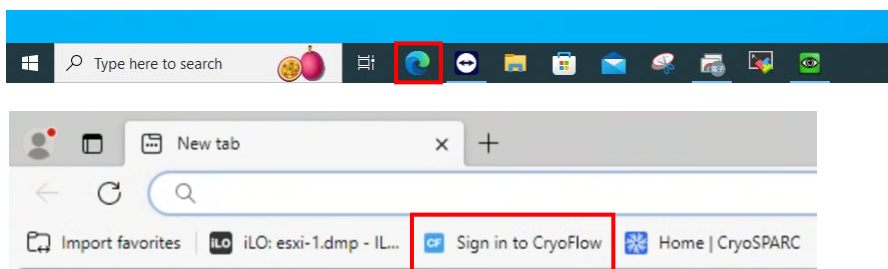 Type here to search
New tab
Import favorites iLO iLO: esxi-1.dmp - IL... CF Sign in to CryoFlow Home | CryoSPARC